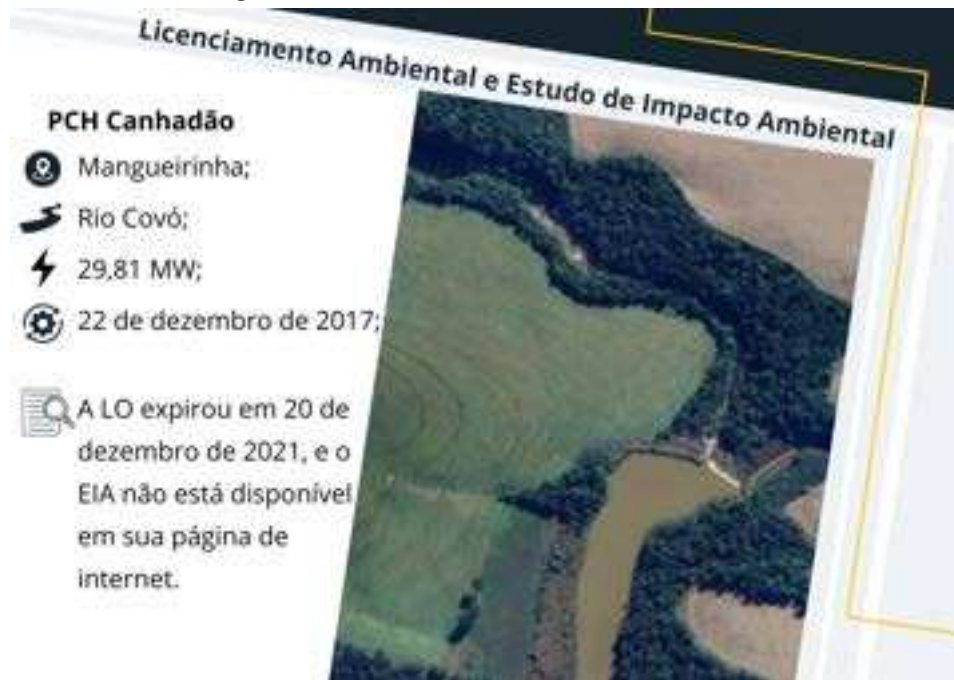 Licenciamento Ambiental e Estudo de Impacto Ambiental
PCH Canhadão
Mangueirinha;
Rio Covó;
29,81 MW;
22 de dezembro de 2017;
A LO expirou em 20 de
dezembro de 2021, e o
EIA não está disponível
em sua página de
internet.